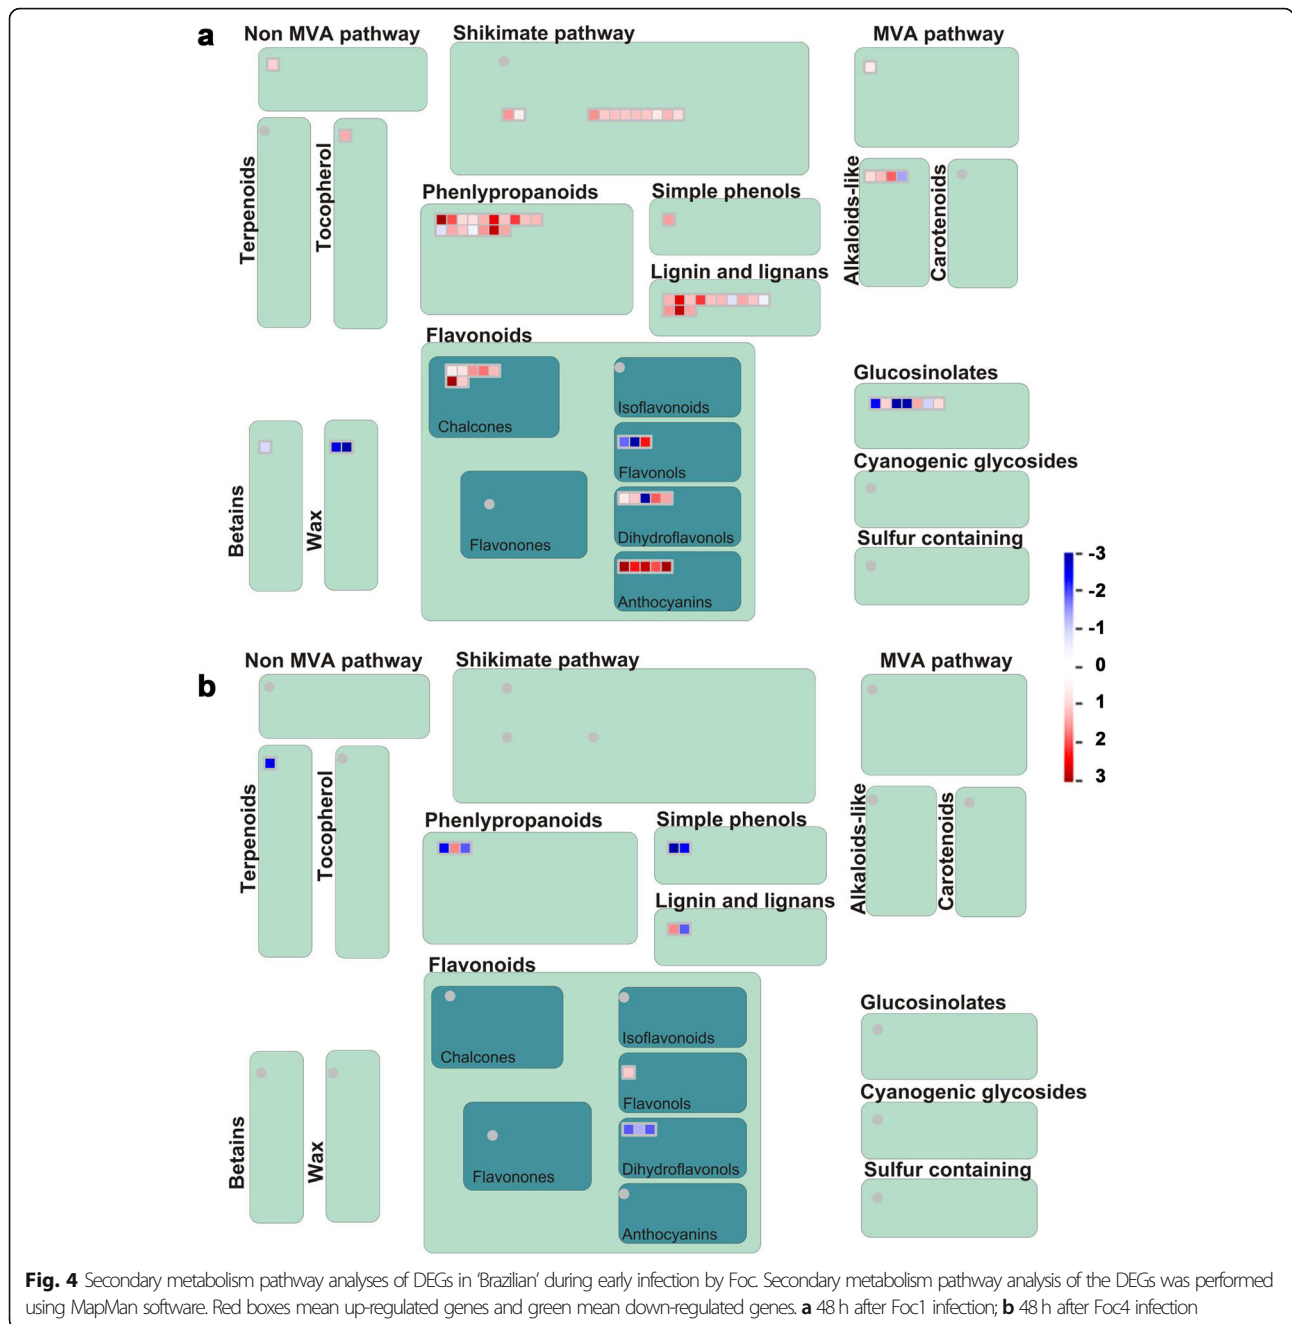 a
Non MVA pathway
Shikimate pathway
MVA pathway
Terpenoids
Tocopherol
Phenlypropanoids
Simple phenols
Alkaloids-like
Carotenoids
Lignin and lignans
Flavonoids
Chalcones
Isoflavonoids
Flavonols
Flavonones
Dihydroflavonols
Anthocyanins
Betains
Wax
Glucosinolates
Cyanogenic glycosides
Sulfur containing
-3
-2
-1
0
1
2
3
b
Non MVA pathway
Shikimate pathway
MVA pathway
Terpenoids
Tocopherol
Phenlypropanoids
Simple phenols
Alkaloids-like
Carotenoids
Lignin and lignans
Flavonoids
Chalcones
Isoflavonoids
Flavonols
Flavonones
Dihydroflavonols
Anthocyanins
Betains
Wax
Glucosinolates
Cyanogenic glycosides
Sulfur containing
Fig. 4 Secondary metabolism pathway analyses of DEGs in ‘Brazilian’ during early infection by Foc. Secondary metabolism pathway analysis of the DEGs was performed
using MapMan software. Red boxes mean up-regulated genes and green mean down-regulated genes. a 48 h after Foc1 infection; b 48 h after Foc4 infection